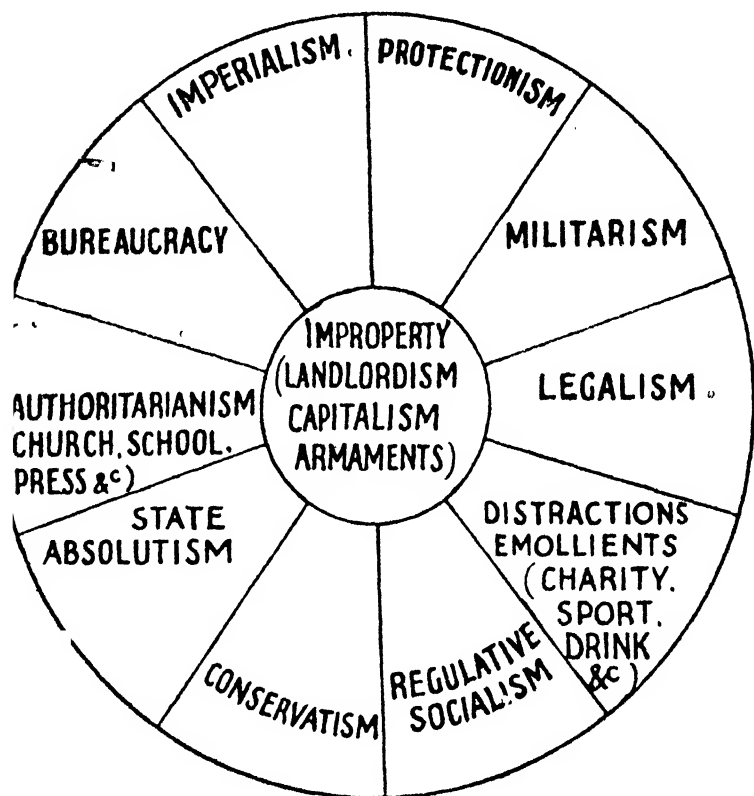 IMPERIALISM.
PROTECTIONISM
MILITARISM
LEGALISM.
DISTRACTIONS
EMOLLIENTS
(CHARITY.
SPORT.
DRINK
&c)
REGULATIVE
SOCIALISM
CONSERVATISM
STATE
ABSOLUTISM
AUTHORITARIANISM
CHURCH, SCHOOL.
PRESS &c)
BUREAUCRACY
IMPROPERTY
(LANDLORDISM
CAPITALISM
ARMAMENTS)